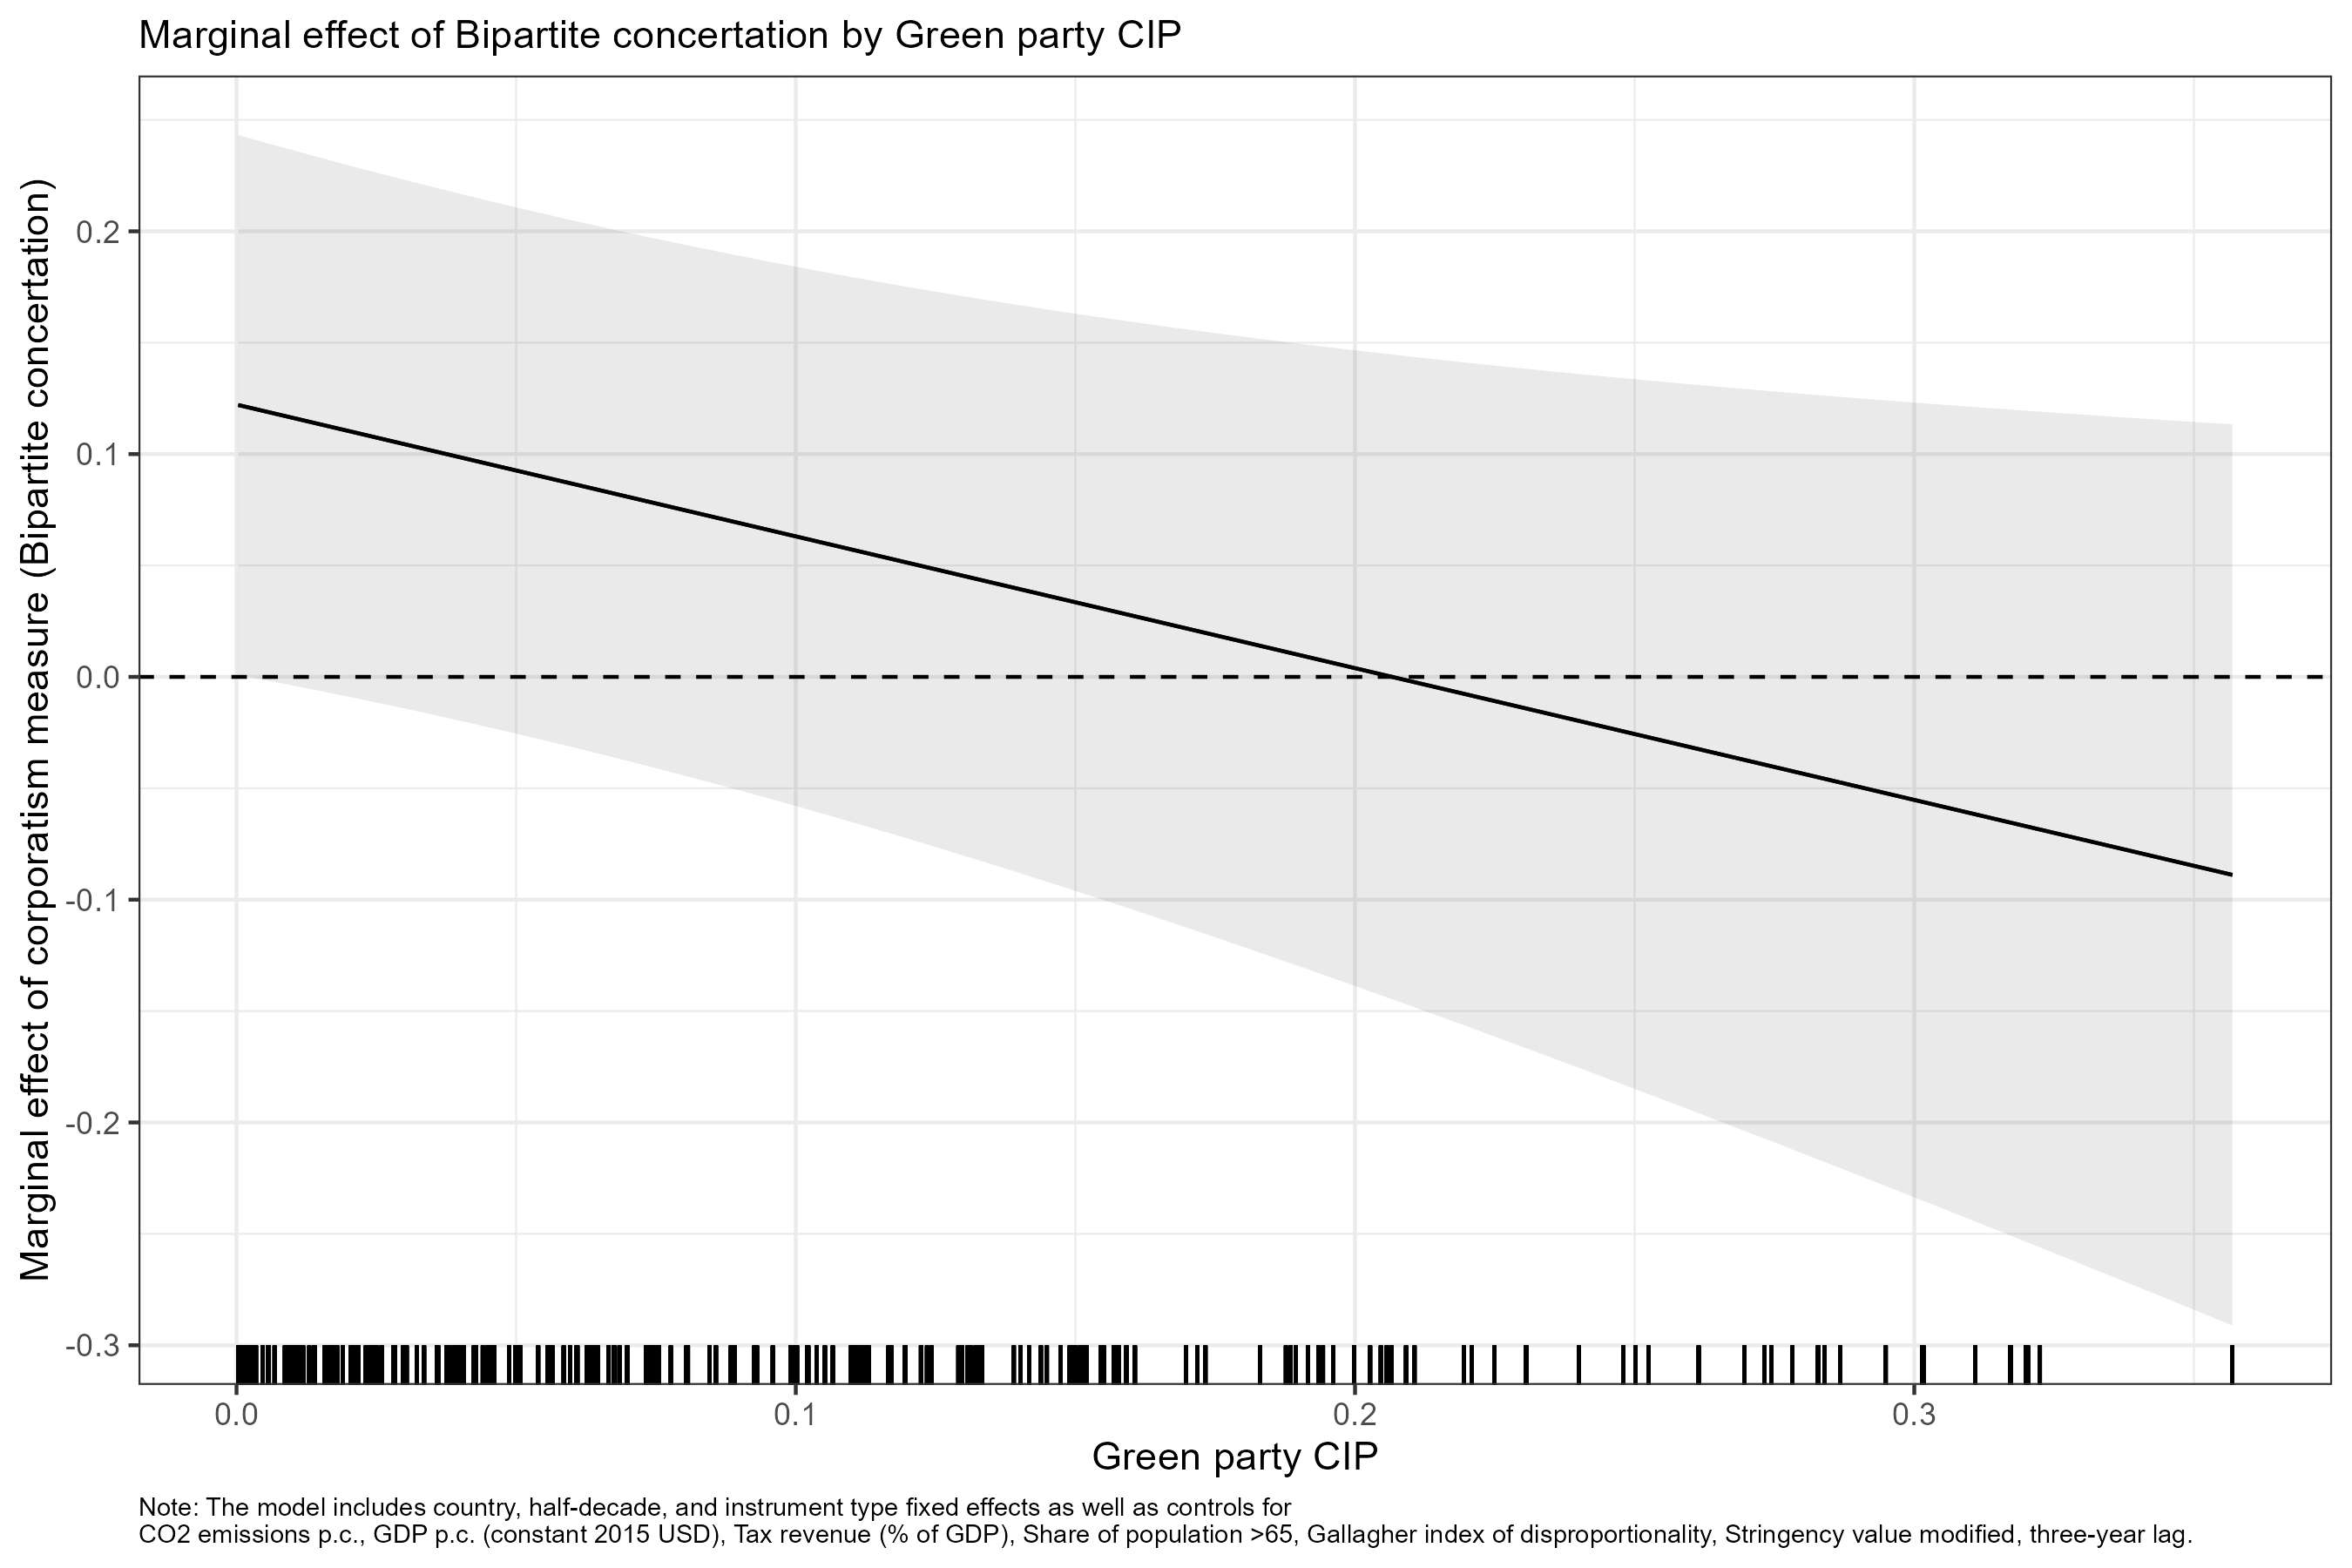 Marginal effect of Bipartite concertation by Green party CIP
Marginal effect of corporatism measure (Bipartite concertation)
0.2
0.1
0.0
-0.1
-0.2
-0.3
0.0
0.1
0.2
0.3
Green party CIP
Note: The model includes country, half-decade, and instrument type fixed effects as well as controls for
CO2 emissions p.c., GDP p.c. (constant 2015 USD), Tax revenue (% of GDP), Share of population >65, Gallagher index of disproportionality, Stringency value modified, three-year lag.